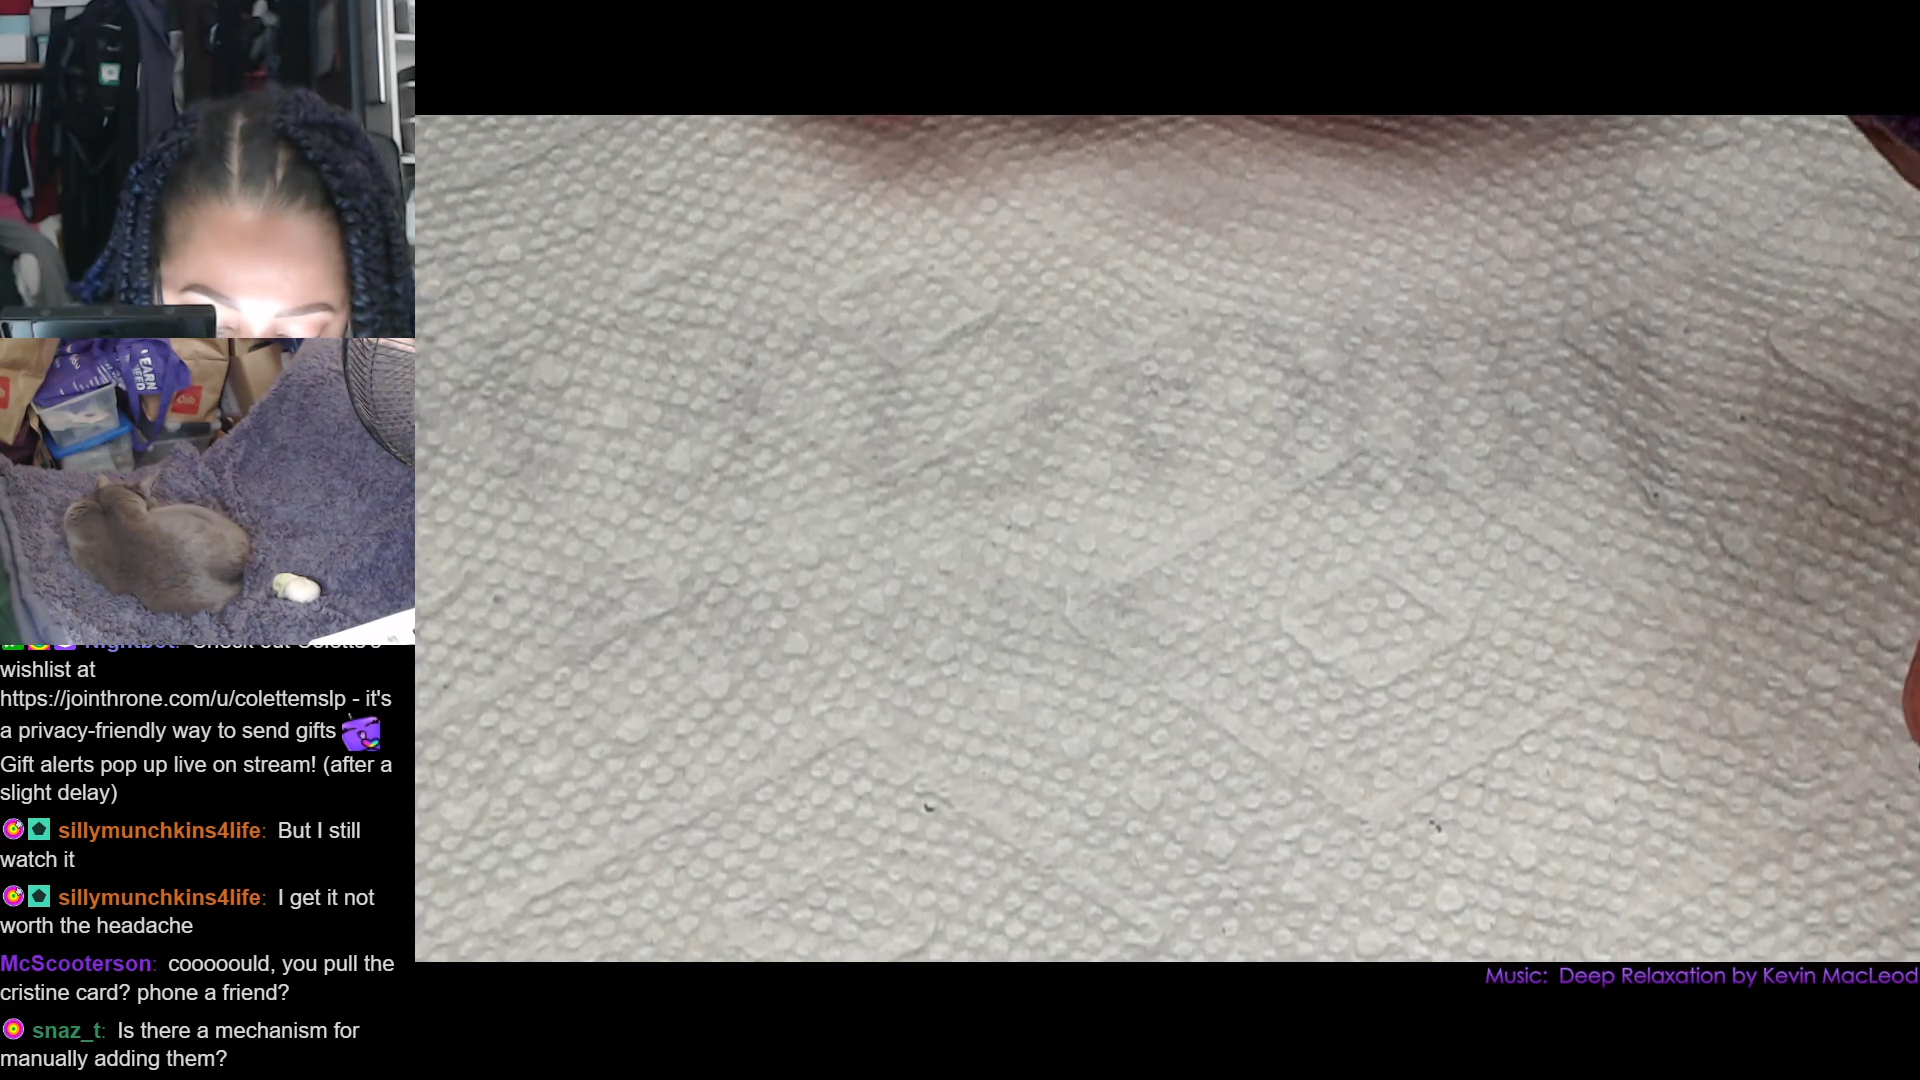 LEARN
wishlist at
https://jointhrone.com/u/colettemslp - it's
a privacy-friendly way to send gifts
Gift alerts pop up live on stream! (after a
slight delay)
sillymunchkins4life: But I still
watch it
sillymunchkins4life: I get it not
worth the headache
McScooterson: cooooould, you pull the
cristine card? phone a friend?
snaz_t: Is there a mechanism for
manually adding them?
Music: Deep Relaxation by Kevin MacLeod